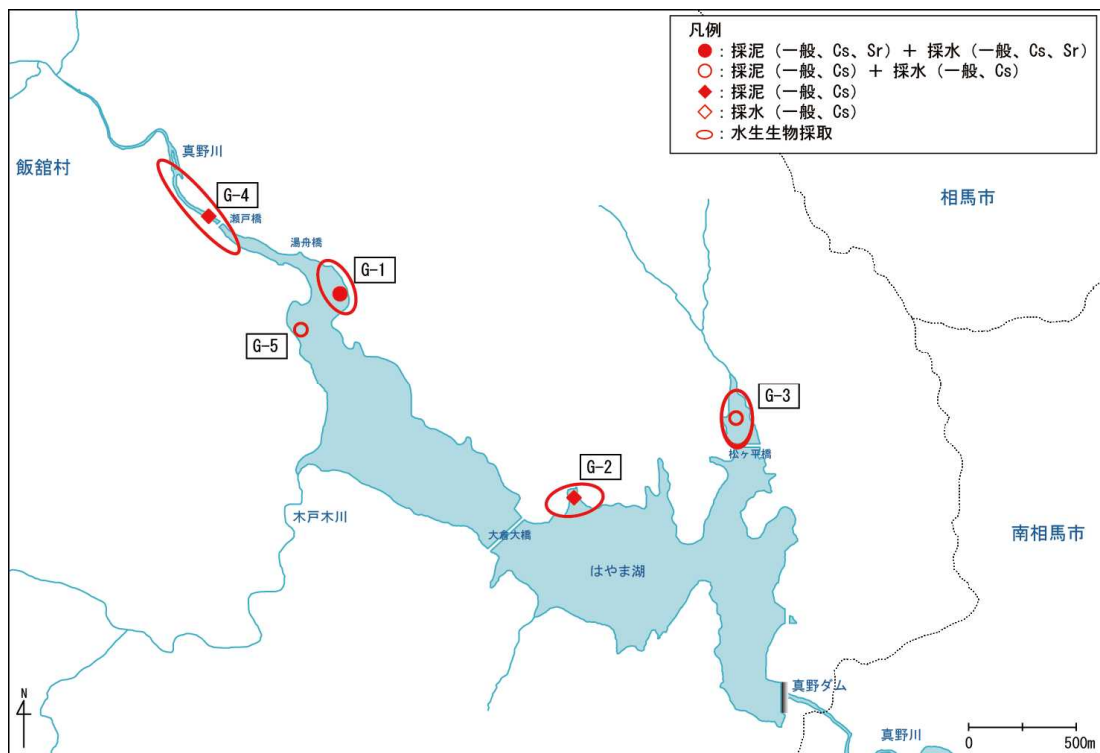 凡例
：採泥（一般、Cs、Sr）＋ 採水（一般、Cs、Sr）
：採泥（一般、Cs）＋ 採水（一般、Cs）
：採泥（一般、Cs）
：採水（一般、Cs）
：水生生物採取
真野川
飯舘村
G-4
相馬市
瀬戸橋
湯舟橋
G-1
G-5
G-3
松ヶ平橋
G-2
木戸木川
大倉大橋
南相馬市
はやま湖
真野ダム
N
真野川
0 500m